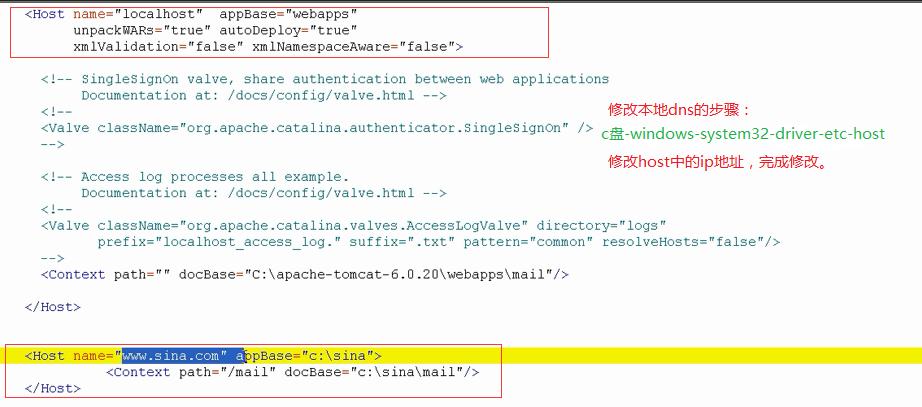 <Host name="localhost"  appBase="webapps"
unpackWARs="true" autoDeploy="true"
xmlValidation="false" xmlNamespaceAware="false">
<!-- SingleSignOn valve, share authentication between web applications
Documentation at: /docs/config/valve.html -->
<!--
<Valve className="org.apache.catalina.authenticator.SingleSignOn" />
-->
<!-- Access log processes all example.
Documentation at: /docs/config/valve.html -->
<!--
<Valve className="org.apache.catalina.valves.AccessLogValve" directory="logs"
prefix="localhost_access_log." suffix=".txt" pattern="common" resolveHosts="false"/>
-->
<Context path="" docBase="C:\apache-tomcat-6.0.20\webapps\mail"/>
</Host>
<Host name="www.sina.com" appBase="c:\sina">
<Context path="/mail" docBase="c:\sina\mail"/>
</Host>
修改本地dns的步骤：
c盘-windows-system32-driver-etc-host
修改host中的ip地址，完成修改。